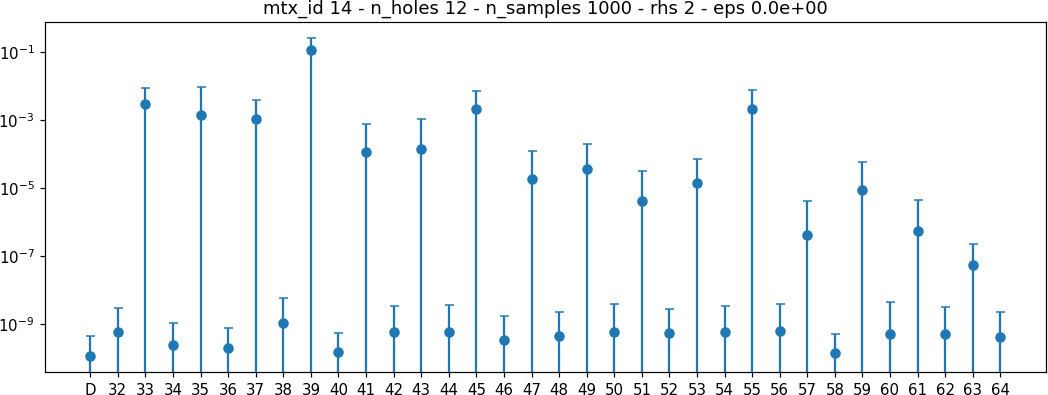 mtx_id 14 - n_holes 12 - n_samples 1000 - rhs 2 - eps 0.0e+00
10⁻¹
10⁻³
10⁻⁵
10⁻⁷
10⁻⁹
D 32 33 34 35 36 37 38 39 40 41 42 43 44 45 46 47 48 49 50 51 52 53 54 55 56 57 58 59 60 61 62 63 64